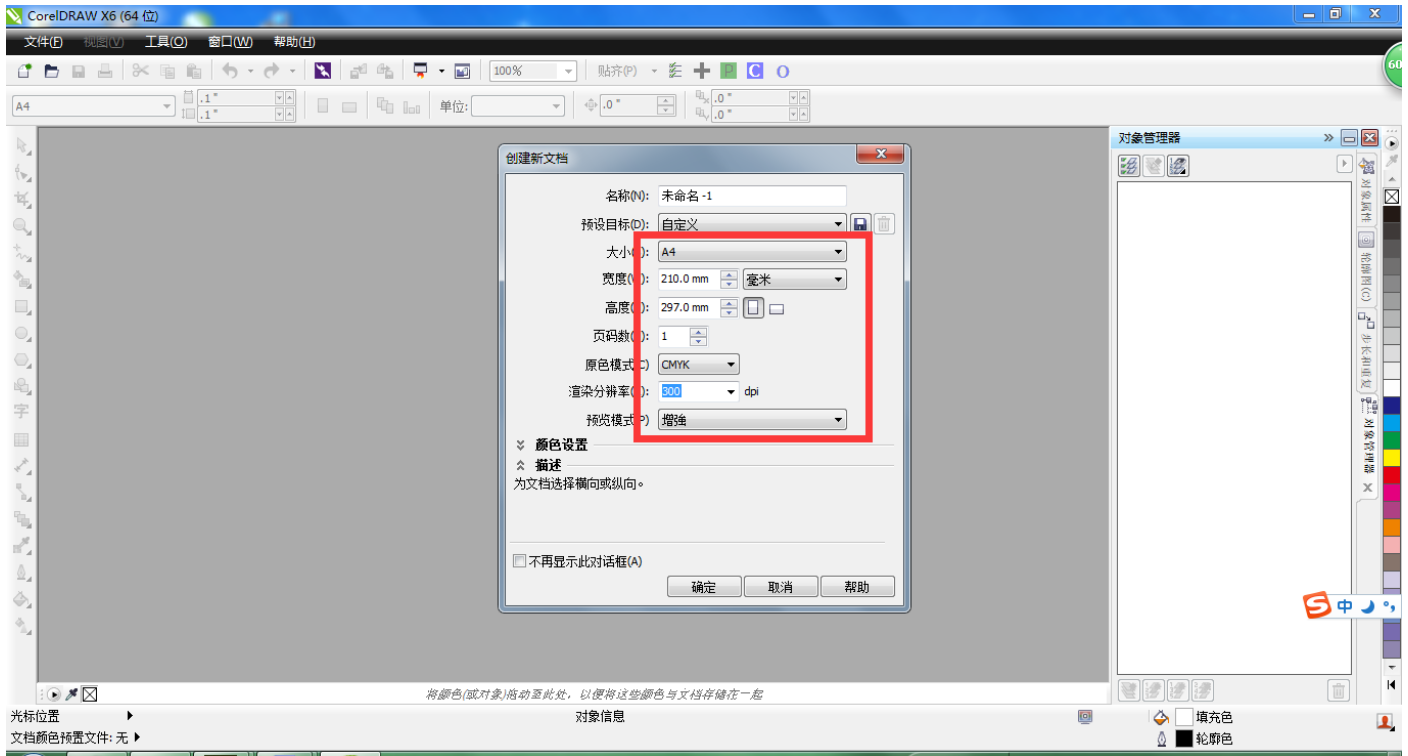 CorelDRAW X6 (64 位)
文件(F) 视图(V) 工具(O) 窗口(W) 帮助(H)
100% 贴齐(P) P C O
60
A4 .1 " .1 " 单位: .0 " .0 " .0 "
创建新文档
名称(N): 未命名 -1
预设目标(D): 自定义
大小( ): A4
宽度( ): 210.0 mm 毫米
高度( ): 297.0 mm
页码数( ): 1
原色模式(C) CMYK
渲染分辨率( ): 300 dpi
预览模式(P) 增强
颜色设置
描述
为文档选择横向或纵向。
不再显示此对话框(A)
确定 取消 帮助
对象管理器
对象属性
轮廓图(C)
步长和重复
对象管理器
字
S 中
将颜色(或对象)拖动至此处，以便将这些颜色与文档存储在一起
光标位置 对象信息 填充色
文档颜色预置文件: 无 轮廓色